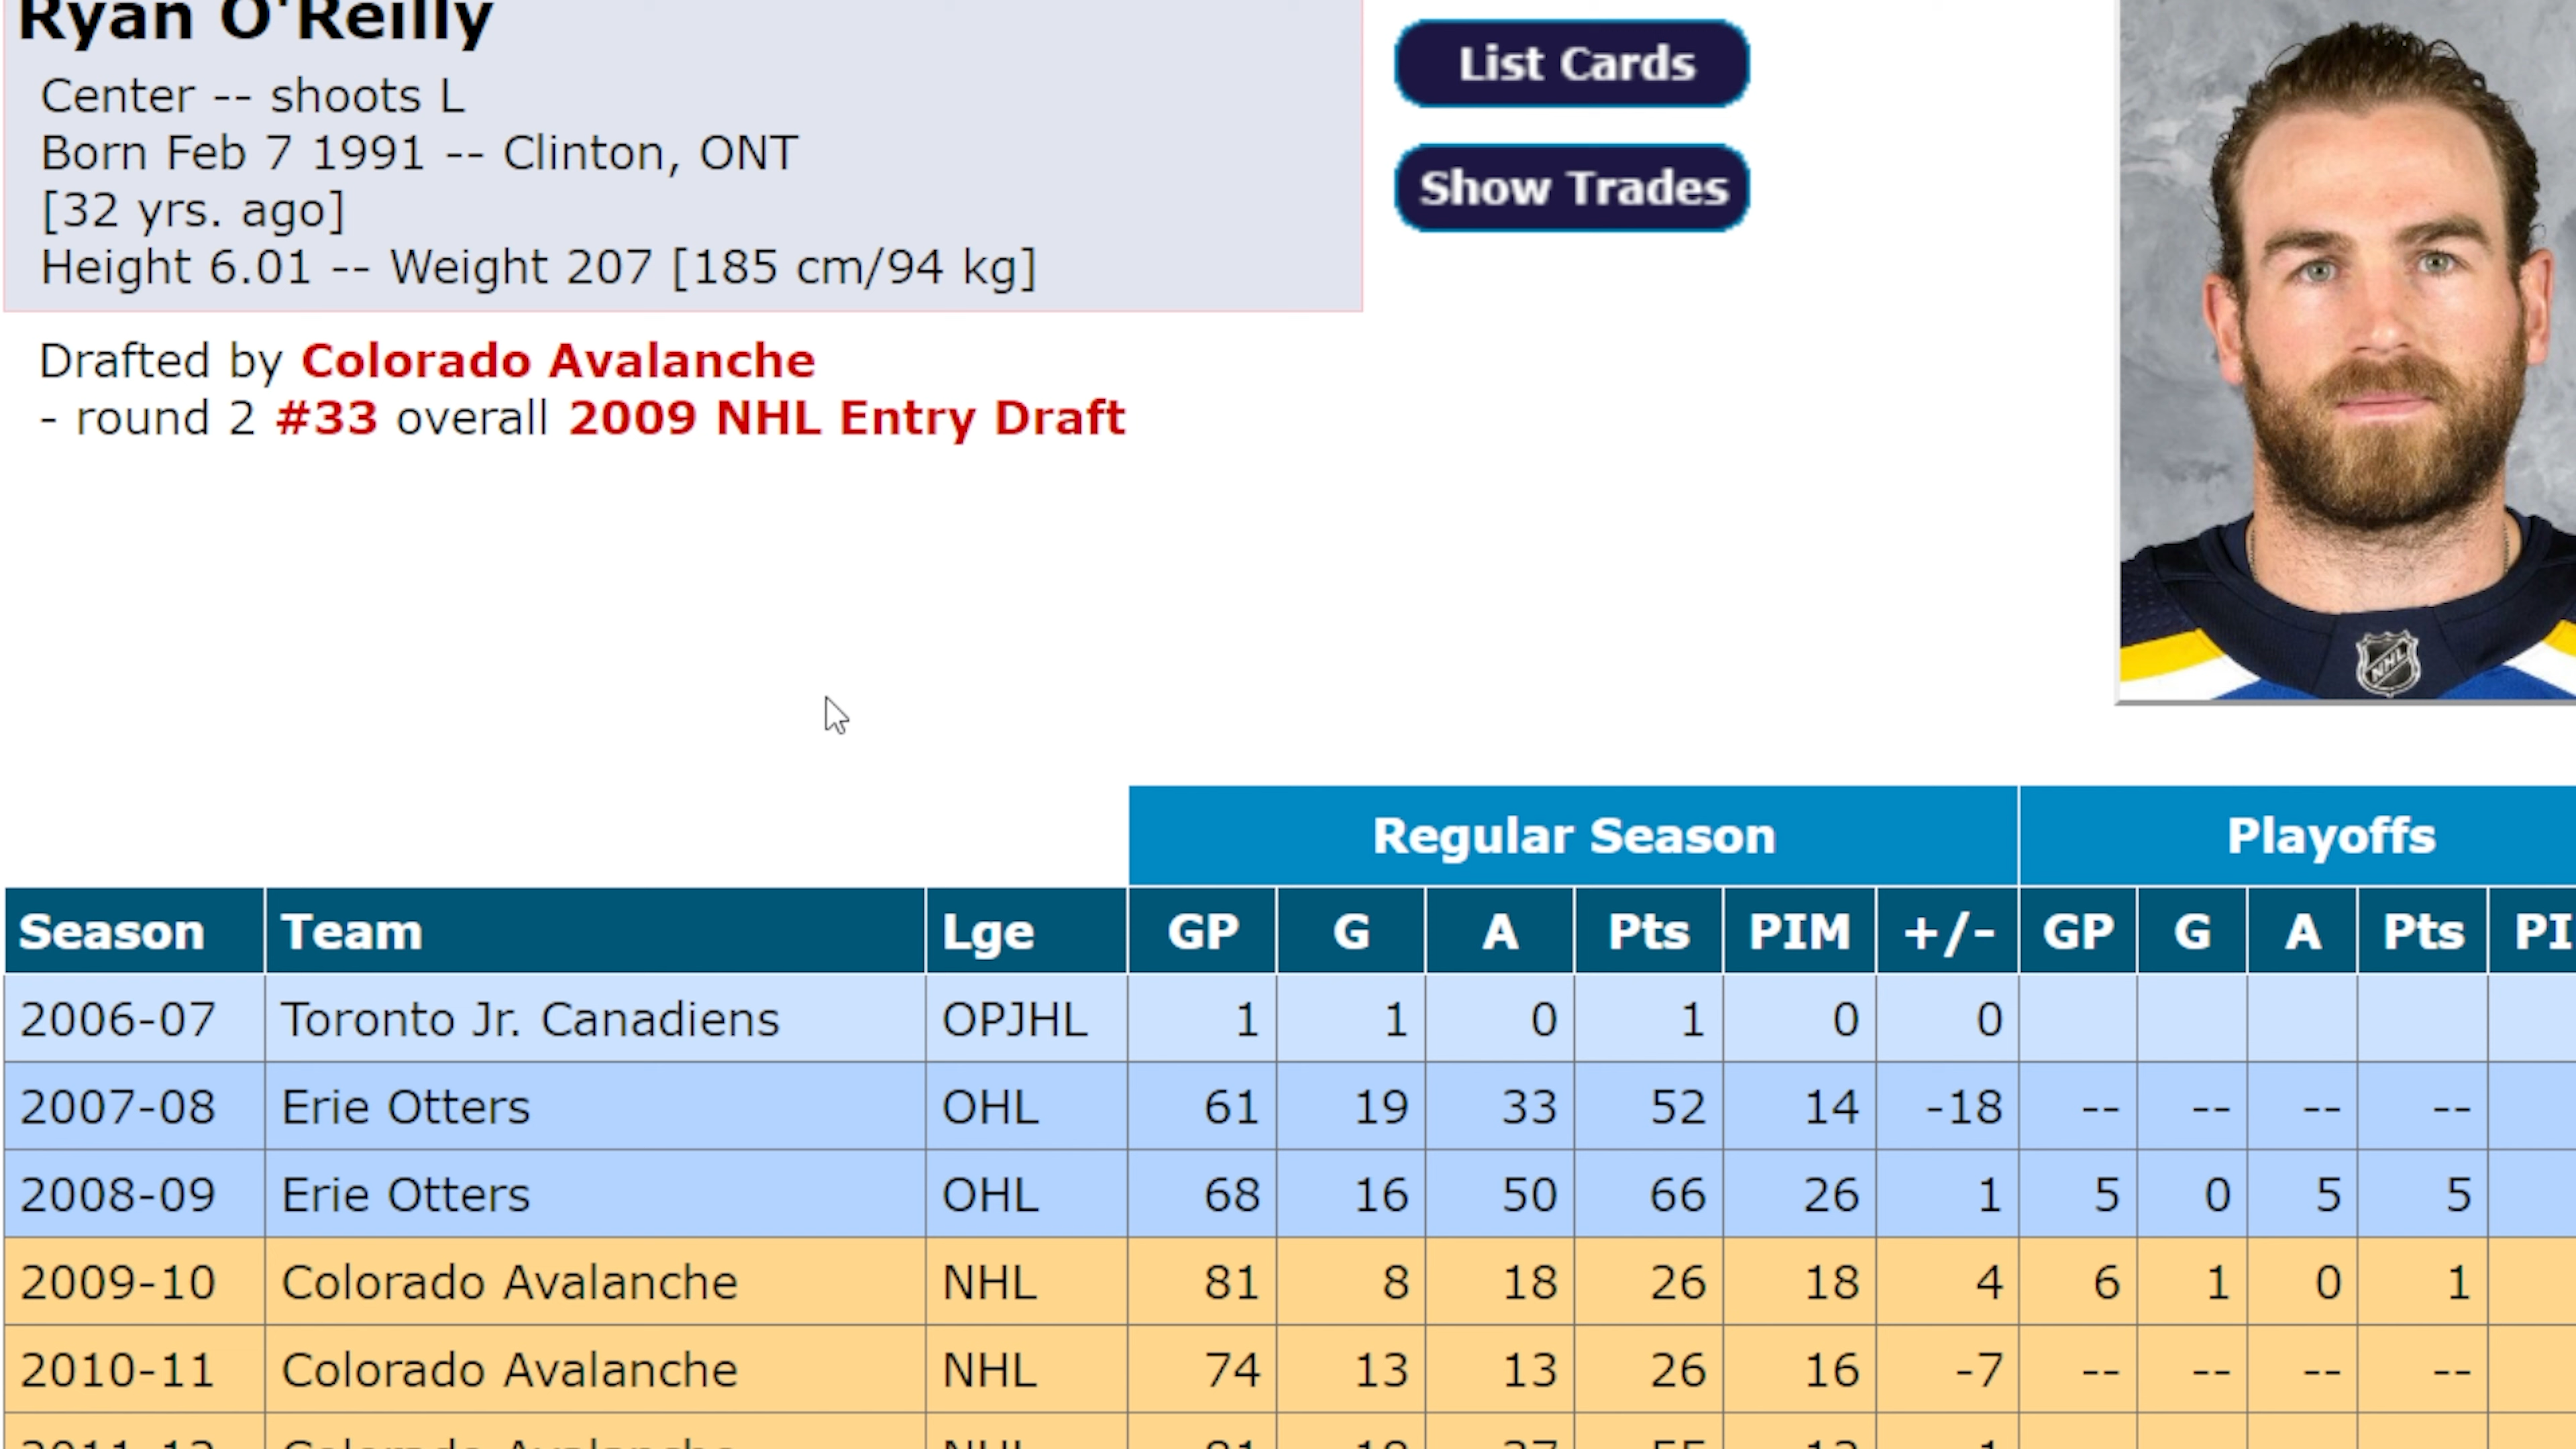 Ryan O'Reilly
Center -- shoots L
Born Feb 7 1991 -- Clinton, ONT
[32 yrs. ago]
Height 6.01 -- Weight 207 [185 cm/94 kg]
List Cards
Show Trades
Drafted by Colorado Avalanche
- round 2 #33 overall 2009 NHL Entry Draft
NHL
Regular Season Playoffs
Season Team Lge GP G A Pts PIM +/- GP G A Pts PI
2006-07 Toronto Jr. Canadiens OPJHL 1 1 0 1 0 0
2007-08 Erie Otters OHL 61 19 33 52 14 -18 -- -- -- --
2008-09 Erie Otters OHL 68 16 50 66 26 1 5 0 5 5
2009-10 Colorado Avalanche NHL 81 8 18 26 18 4 6 1 0 1
2010-11 Colorado Avalanche NHL 74 13 13 26 16 -7 -- -- -- --
Colorado Avalanche NHL